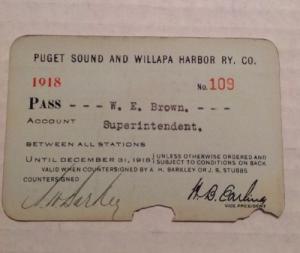 PUGET SOUND AND WILLAPA HARBOR RY. CO.
1918 No. 109
PASS - - - W. E. Brown. - - -
ACCOUNT Superintendent.
BETWEEN ALL STATIONS
UNTIL DECEMBER 31, 1918 UNLESS OTHERWISE ORDERED AND
SUBJECT TO CONDITIONS ON BACK
VALID WHEN COUNTERSIGNED BY A. H. BARKLEY OR J. S. STUBBS
COUNTERSIGNED
A H Barkley H. B. Earling
VICE PRESIDENT